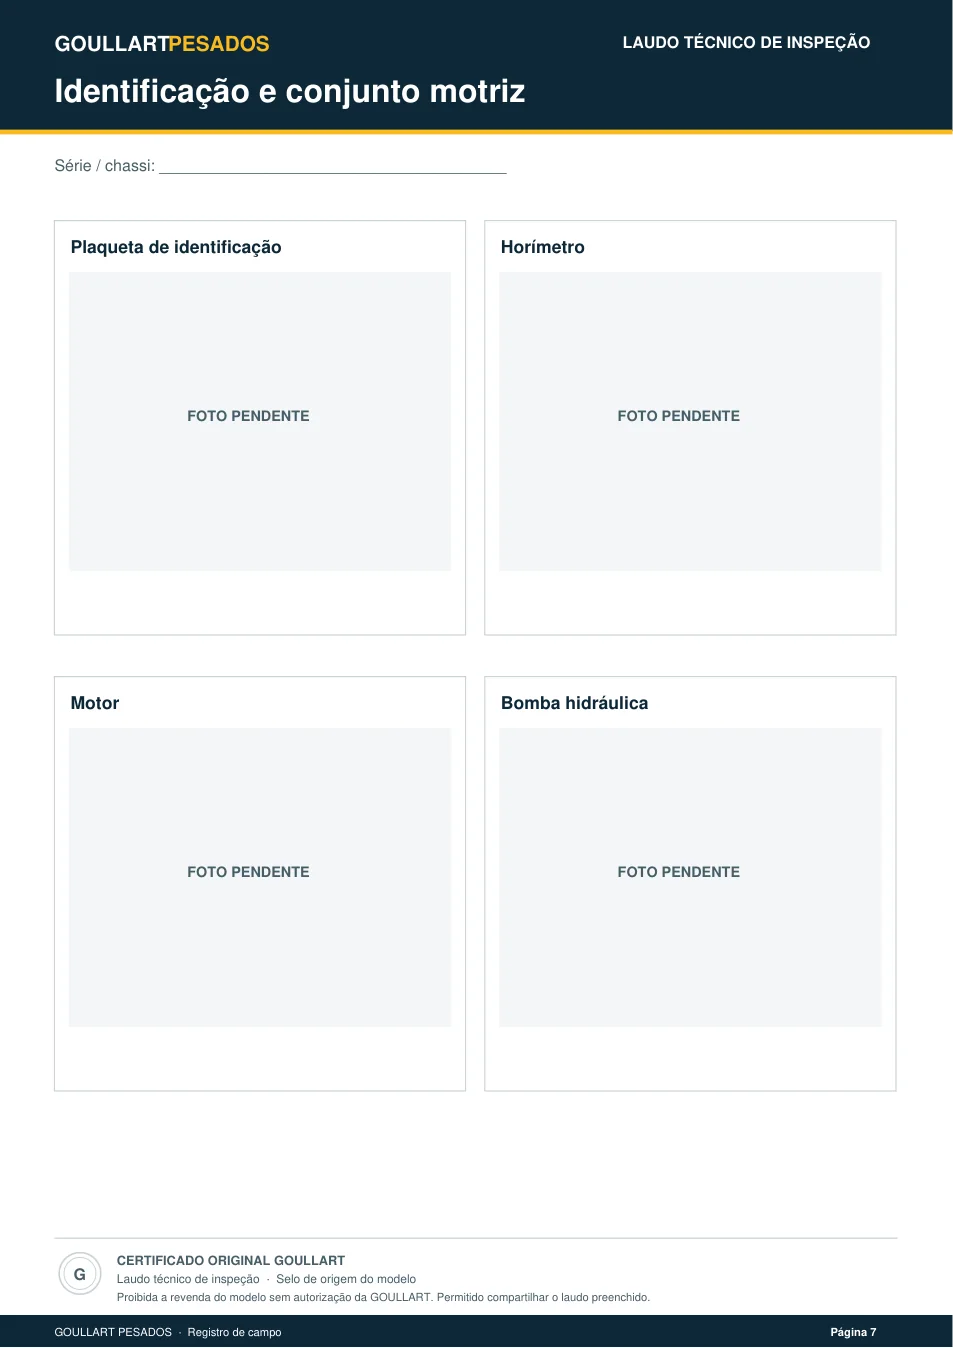 GOULLARTPESADOS
LAUDO TÉCNICO DE INSPEÇÃO
Identificação e conjunto motriz
Série / chassi: ________________________________________
Plaqueta de identificação
Horímetro
FOTO PENDENTE
FOTO PENDENTE
Motor
Bomba hidráulica
FOTO PENDENTE
FOTO PENDENTE
G
CERTIFICADO ORIGINAL GOULLART
Laudo técnico de inspeção · Selo de origem do modelo
Proibida a revenda do modelo sem autorização da GOULLART. Permitido compartilhar o laudo preenchido.
GOULLART PESADOS · Registro de campo
Página 7